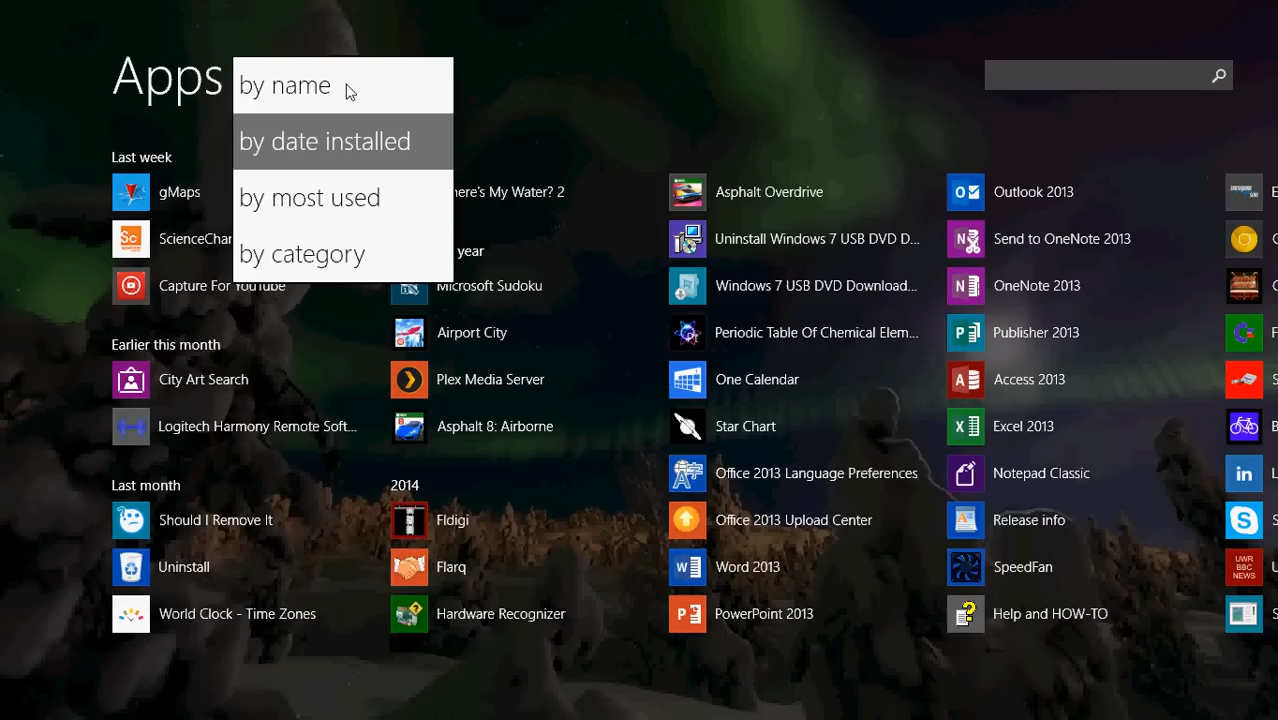 Apps
by name
by date installed
by most used
by category
Last week
gMaps
ScienceChar
Capture For YouTube
Earlier this month
City Art Search
Logitech Harmony Remote Soft...
Last month
Should I Remove It
Uninstall
World Clock - Time Zones
here's My Water? 2
year
Microsoft Sudoku
Airport City
Plex Media Server
Asphalt 8: Airborne
2014
Fldigi
Flarq
Hardware Recognizer
Asphalt Overdrive
Uninstall Windows 7 USB DVD D...
Windows 7 USB DVD Download...
Periodic Table Of Chemical Elem...
One Calendar
Star Chart
Office 2013 Language Preferences
Office 2013 Upload Center
Word 2013
PowerPoint 2013
Outlook 2013
Send to OneNote 2013
OneNote 2013
Publisher 2013
Access 2013
Excel 2013
Notepad Classic
Release info
SpeedFan
Help and HOW-TO
UWR
BBC
NEWS